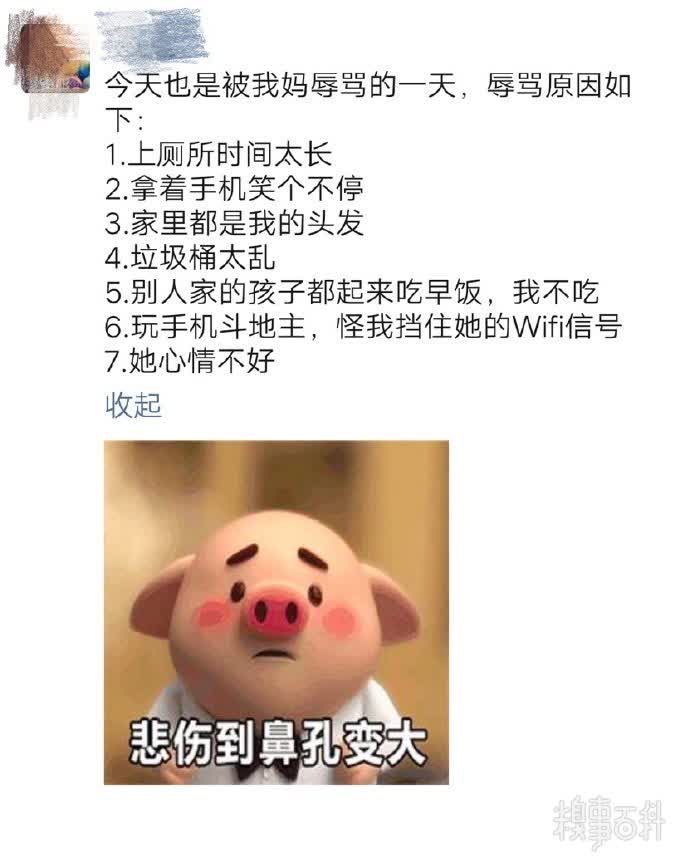 今天也是被我妈辱骂的一天，辱骂原因如
下：
1.上厕所时间太长
2.拿着手机笑个不停
3.家里都是我的头发
4.垃圾桶太乱
5.别人家的孩子都起来吃早饭，我不吃
6.玩手机斗地主，怪我挡住她的Wifi信号
7.她心情不好
收起
悲伤到鼻孔变大
糗事百科